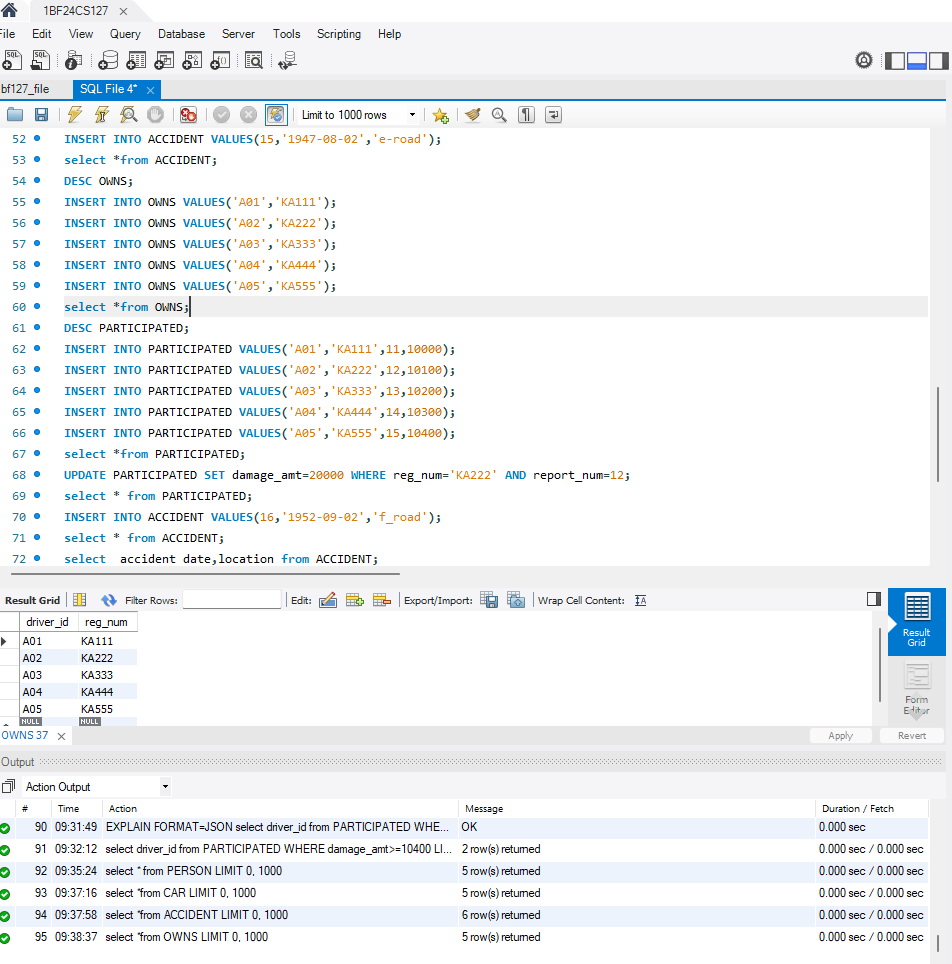 1BF24CS127
File Edit View Query Database Server Tools Scripting Help
bf127_file SQL File 4*
Limit to 1000 rows
52 INSERT INTO ACCIDENT VALUES(15,'1947-08-02','e-road');
53 select *from ACCIDENT;
54 DESC OWNS;
55 INSERT INTO OWNS VALUES('A01','KA111');
56 INSERT INTO OWNS VALUES('A02','KA222');
57 INSERT INTO OWNS VALUES('A03','KA333');
58 INSERT INTO OWNS VALUES('A04','KA444');
59 INSERT INTO OWNS VALUES('A05','KA555');
60 select *from OWNS;
61 DESC PARTICIPATED;
62 INSERT INTO PARTICIPATED VALUES('A01','KA111',11,10000);
63 INSERT INTO PARTICIPATED VALUES('A02','KA222',12,10100);
64 INSERT INTO PARTICIPATED VALUES('A03','KA333',13,10200);
65 INSERT INTO PARTICIPATED VALUES('A04','KA444',14,10300);
66 INSERT INTO PARTICIPATED VALUES('A05','KA555',15,10400);
67 select *from PARTICIPATED;
68 UPDATE PARTICIPATED SET damage_amt=20000 WHERE reg_num='KA222' AND report_num=12;
69 select * from PARTICIPATED;
70 INSERT INTO ACCIDENT VALUES(16,'1952-09-02','f_road');
71 select * from ACCIDENT;
72 select accident date,location from ACCIDENT;
Result Grid Filter Rows: Edit: Export/Import: Wrap Cell Content:
driver_id reg_num
A01 KA111
A02 KA222
A03 KA333
A04 KA444
A05 KA555
NULL NULL
Result Grid
Form Editor
OWNS 37 Apply Revert
Output
Action Output
# Time Action Message Duration / Fetch
90 09:31:49 EXPLAIN FORMAT=JSON select driver_id from PARTICIPATED WHE... OK 0.000 sec
91 09:32:12 select driver_id from PARTICIPATED WHERE damage_amt>=10400 LI... 2 row(s) returned 0.000 sec / 0.000 sec
92 09:35:24 select * from PERSON LIMIT 0, 1000 5 row(s) returned 0.000 sec / 0.000 sec
93 09:37:16 select *from CAR LIMIT 0, 1000 5 row(s) returned 0.000 sec / 0.000 sec
94 09:37:58 select *from ACCIDENT LIMIT 0, 1000 6 row(s) returned 0.000 sec / 0.000 sec
95 09:38:37 select *from OWNS LIMIT 0, 1000 5 row(s) returned 0.000 sec / 0.000 sec